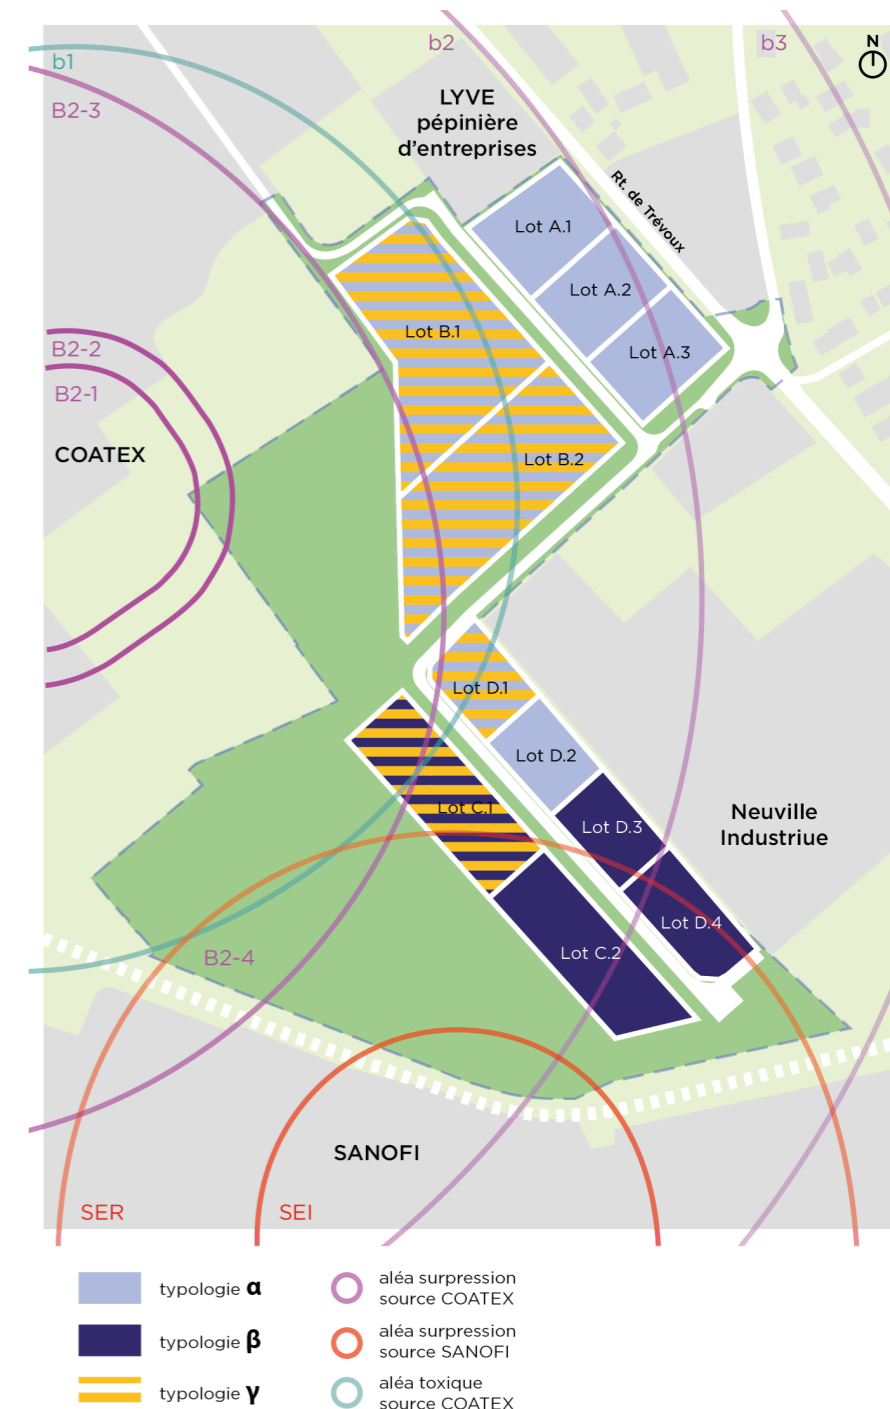 b1
b2
b3
N
B2-3
LYVE
pépinière
d'entreprises
Rt. de Trévoux
Lot A.1
Lot A.2
Lot A.3
Lot B.1
B2-2
B2-1
COATEX
Lot B.2
Lot D.1
Lot D.2
Lot C.1
Lot D.3
Neuville
Industriue
Lot D.4
Lot C.2
B2-4
SANOFI
SER
SEI
typologie α
typologie β
typologie γ
aléa surpression
source COATEX
aléa surpression
source SANOFI
aléa toxique
source COATEX